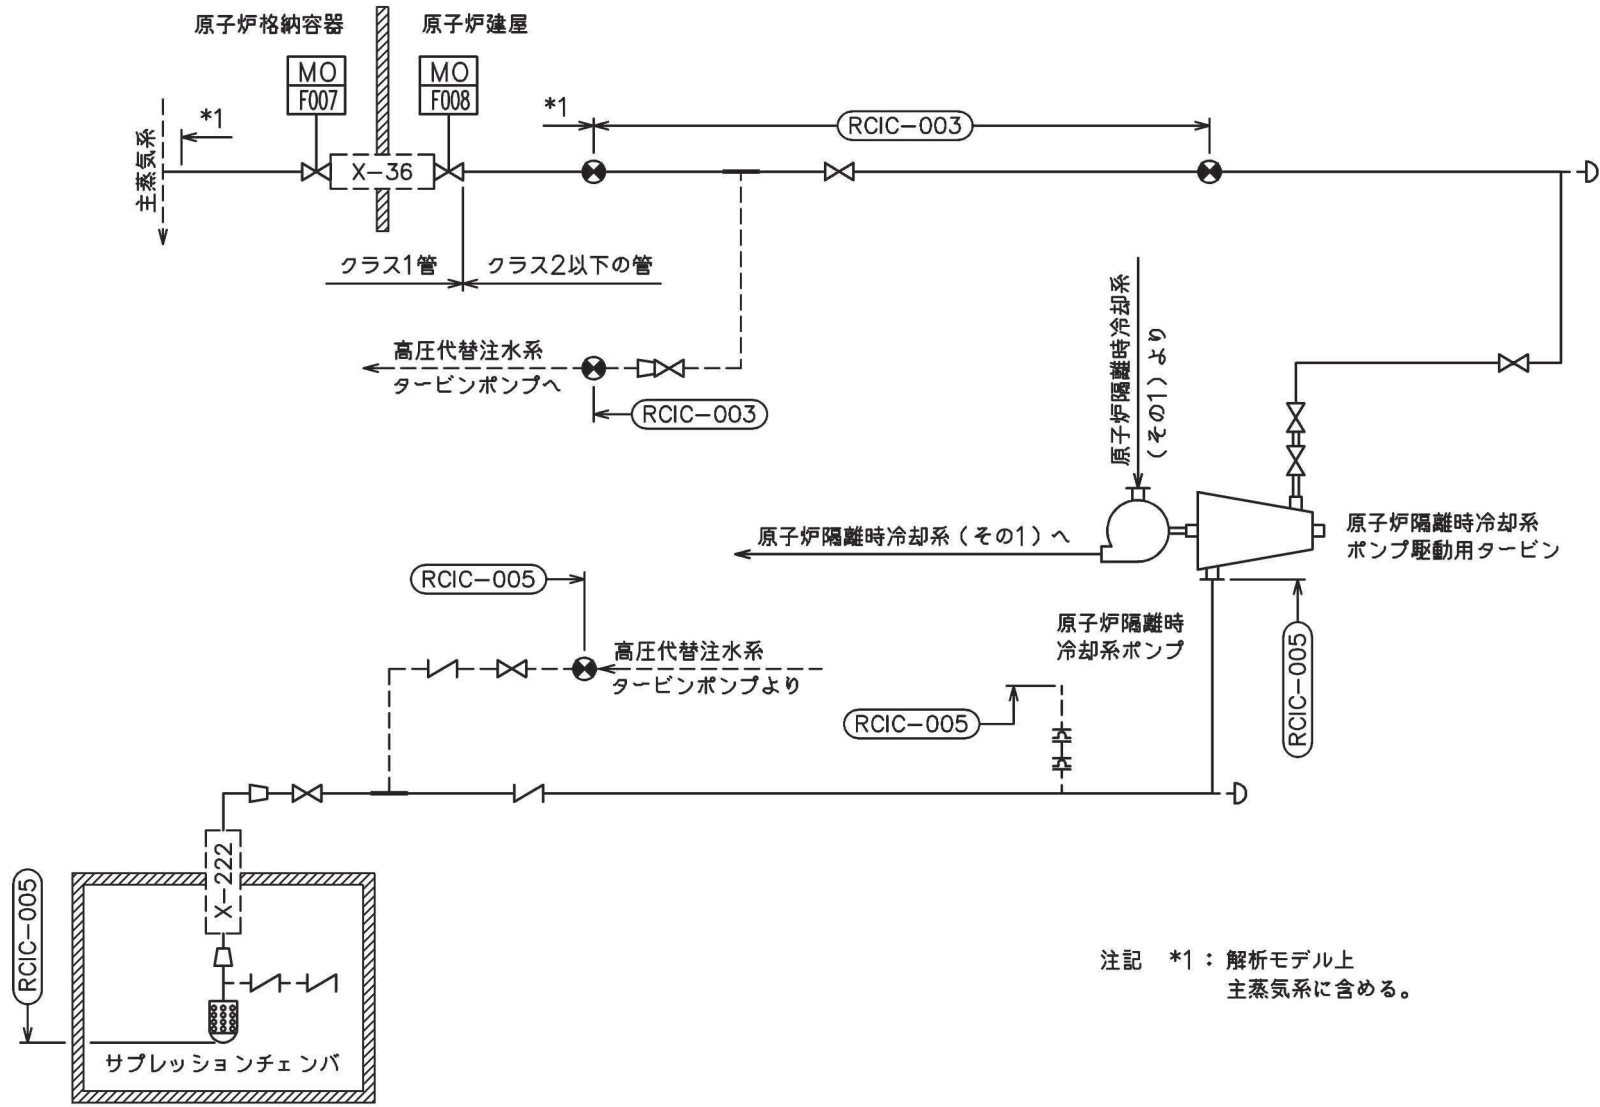 原子炉格納容器
原子炉建屋
MO
F007
MO
F008
*1
*1
RCIC-003
主蒸気系
X-36
クラス1管
クラス2以下の管
高圧代替注水系
タービンポンプへ
RCIC-003
原子炉隔離時冷却系
(その1)より
原子炉隔離時冷却系(その1)へ
原子炉隔離時冷却系
ポンプ駆動用タービン
RCIC-005
原子炉隔離時
冷却系ポンプ
RCIC-005
高圧代替注水系
タービンポンプより
RCIC-005
X-222
RCIC-005
サプレッションチェンバ
注記 *1:解析モデル上
主蒸気系に含める。